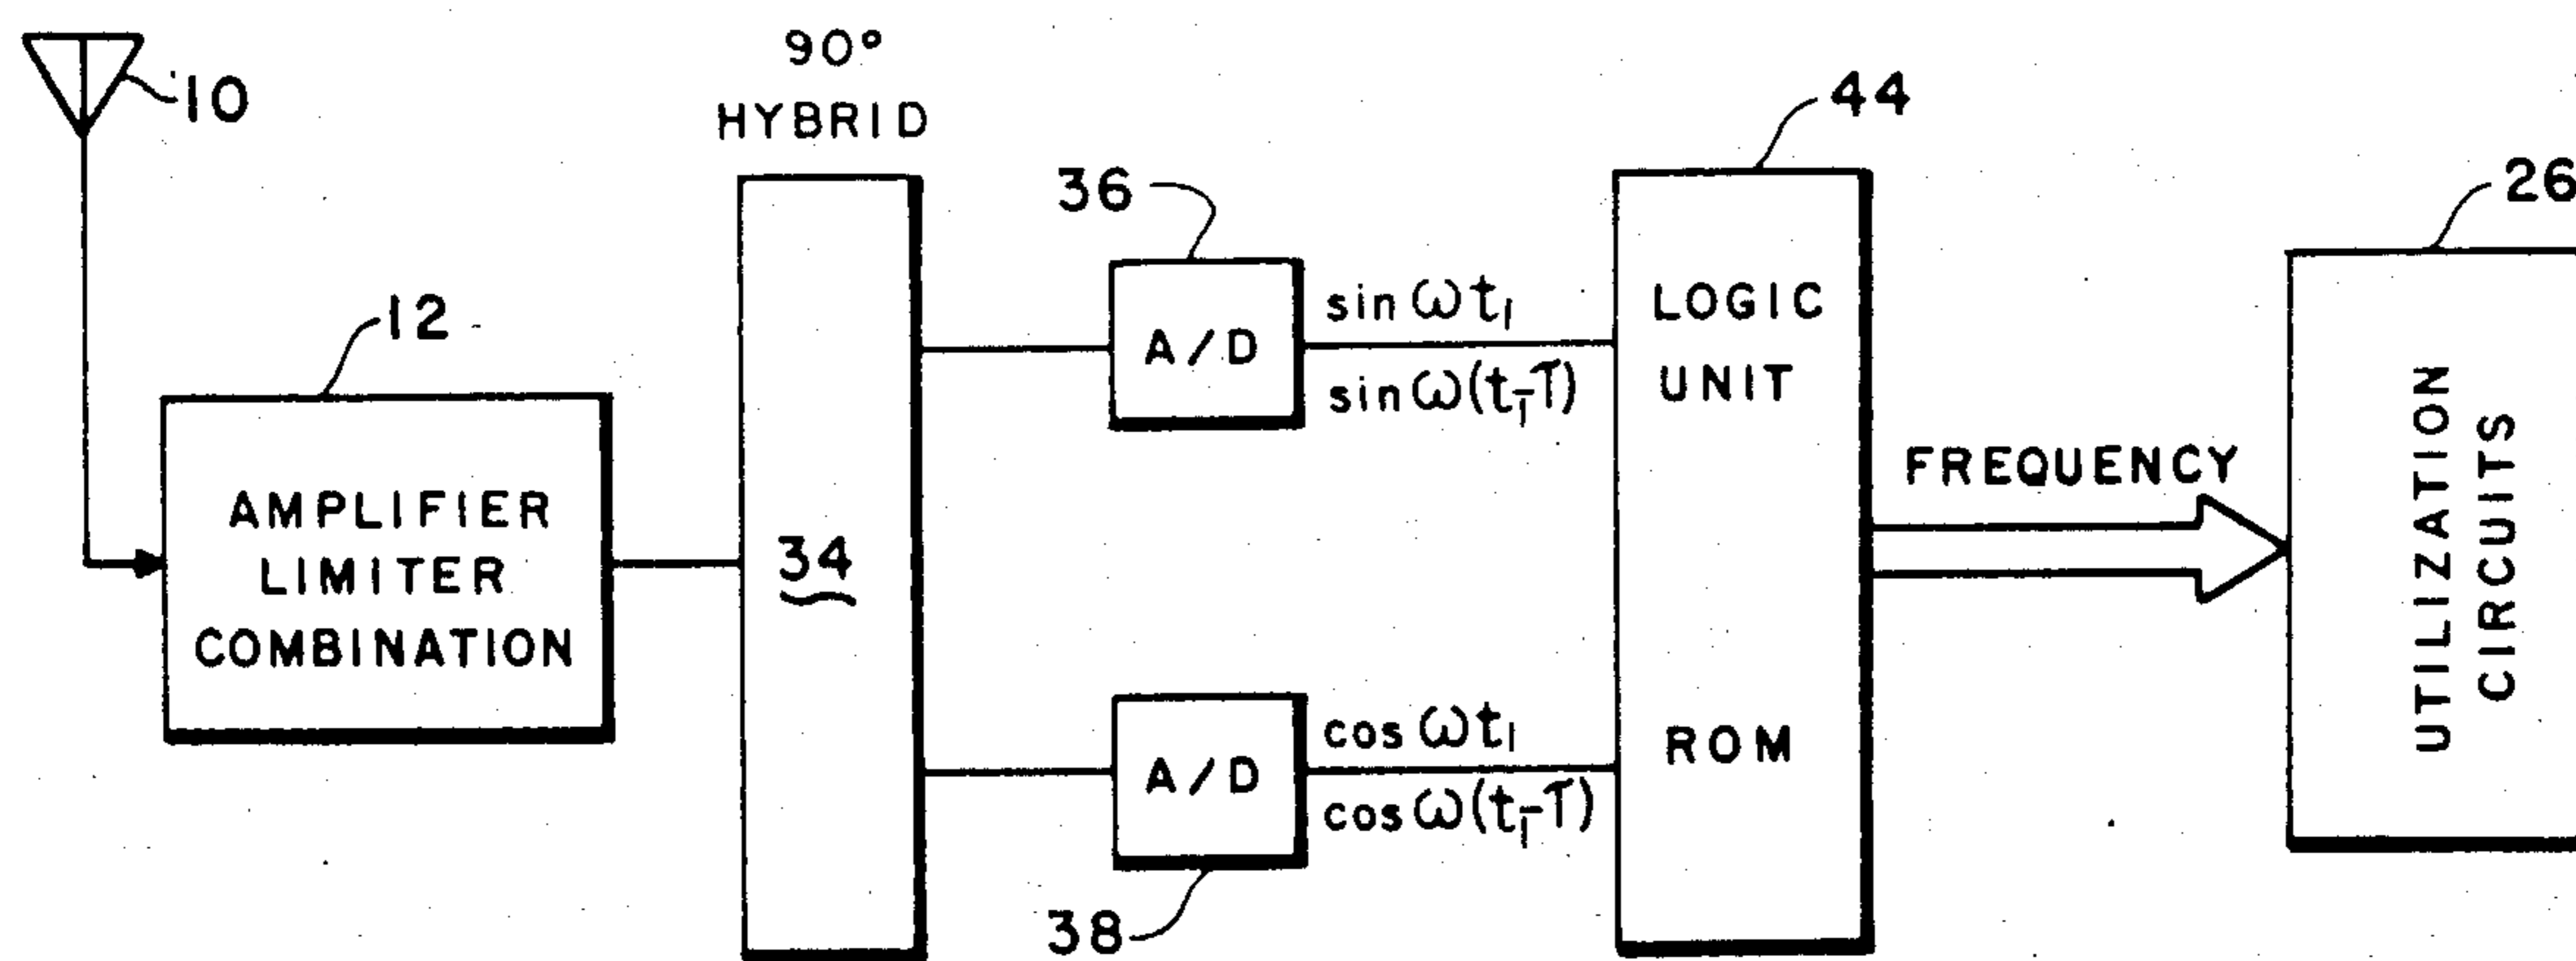 10
12
AMPLIFIER
LIMITER
COMBINATION
90°
HYBRID
34
36
A/D
sin ωt₁
sin ω(t₁-T)
38
A/D
cos ωt₁
cos ω(t₁-T)
44
LOGIC
UNIT
ROM
FREQUENCY
26
UTILIZATION
CIRCUITS